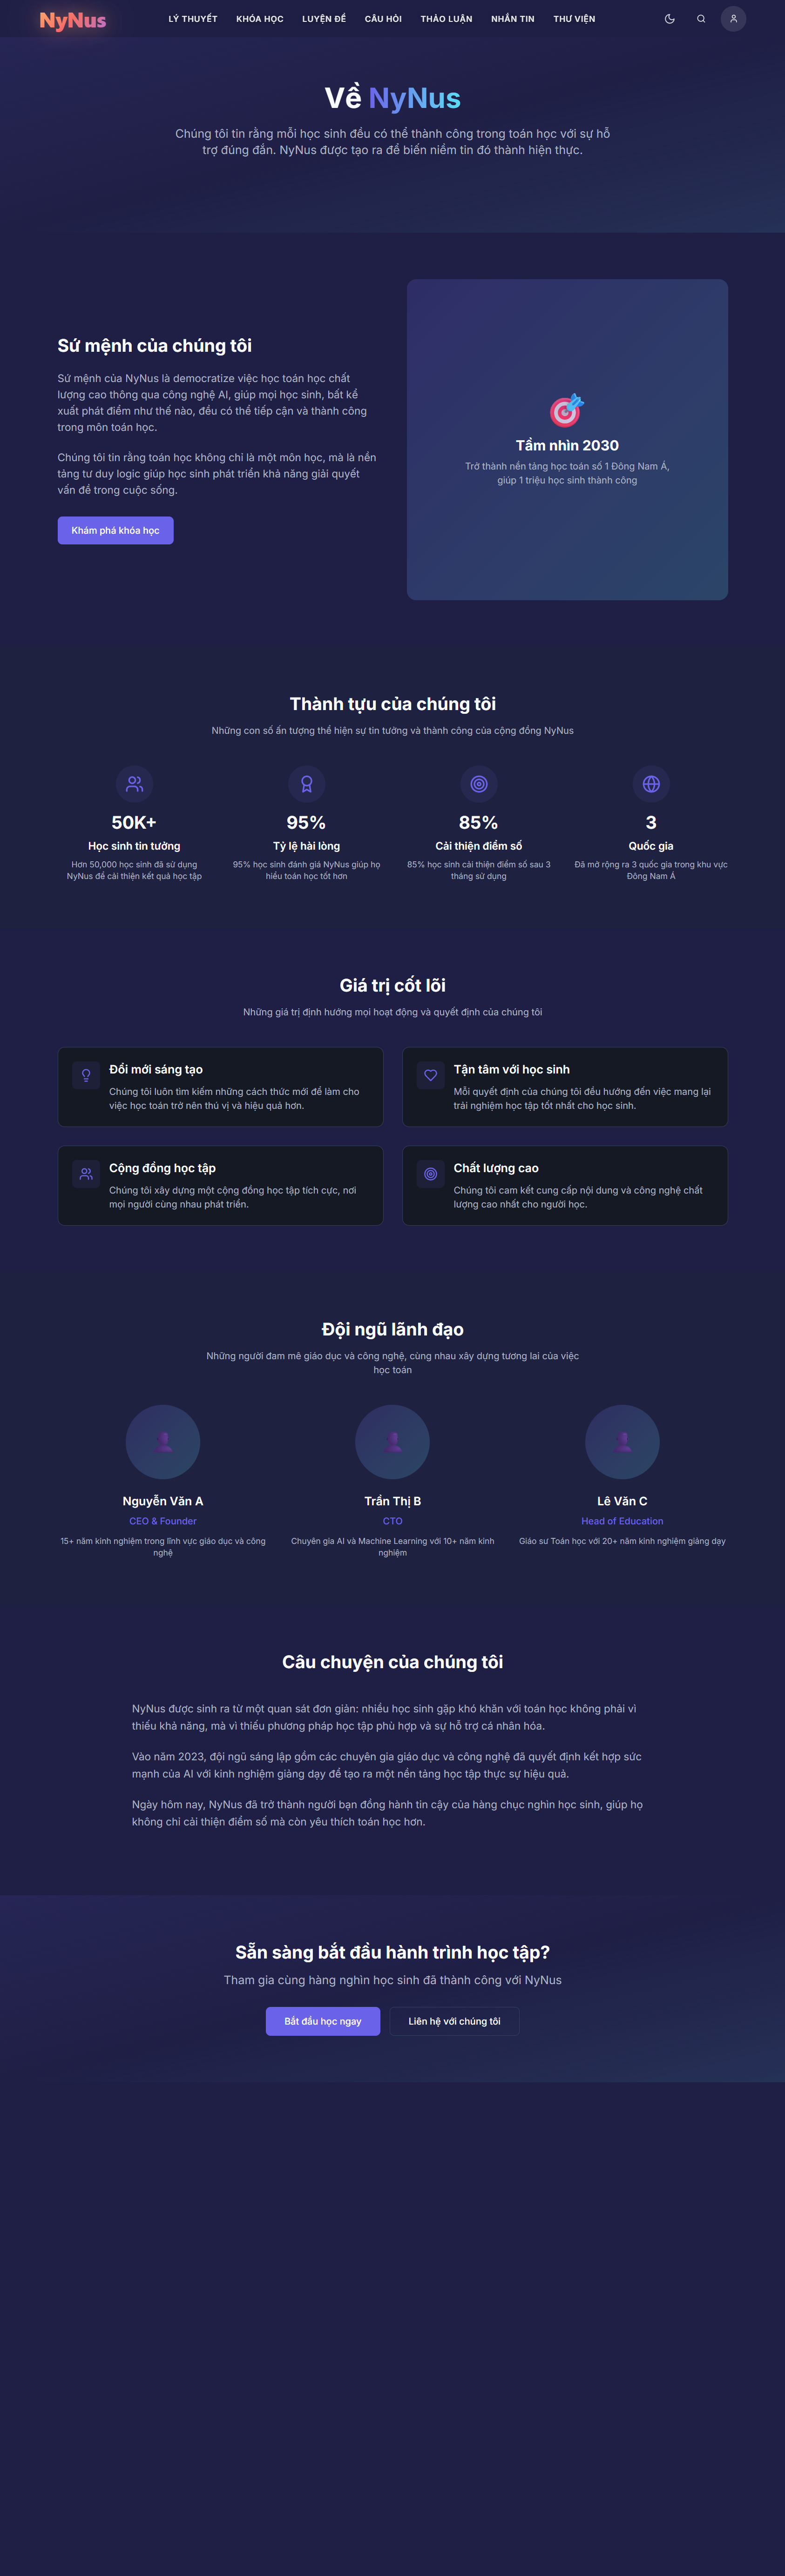 NyNus
LÝ THUYẾT
KHÓA HỌC
LUYỆN ĐỀ
CÂU HỎI
THẢO LUẬN
NHẮN TIN
THƯ VIỆN
Về NyNus
Chúng tôi tin rằng mỗi học sinh đều có thể thành công trong toán học với sự hỗ
trợ đúng đắn. NyNus được tạo ra để biến niềm tin đó thành hiện thực.
Sứ mệnh của chúng tôi
Sứ mệnh của NyNus là democratize việc học toán học chất
lượng cao thông qua công nghệ AI, giúp mọi học sinh, bất kể
xuất phát điểm như thế nào, đều có thể tiếp cận và thành công
trong môn toán học.
Chúng tôi tin rằng toán học không chỉ là một môn học, mà là nền
tảng tư duy logic giúp học sinh phát triển khả năng giải quyết
vấn đề trong cuộc sống.
Khám phá khóa học
Tầm nhìn 2030
Trở thành nền tảng học toán số 1 Đông Nam Á,
giúp 1 triệu học sinh thành công
Thành tựu của chúng tôi
Những con số ấn tượng thể hiện sự tin tưởng và thành công của cộng đồng NyNus
50K+
Học sinh tin tưởng
Hơn 50,000 học sinh đã sử dụng
NyNus để cải thiện kết quả học tập
95%
Tỷ lệ hài lòng
95% học sinh đánh giá NyNus giúp họ
hiểu toán học tốt hơn
85%
Cải thiện điểm số
85% học sinh cải thiện điểm số sau 3
tháng sử dụng
3
Quốc gia
Đã mở rộng ra 3 quốc gia trong khu vực
Đông Nam Á
Giá trị cốt lõi
Những giá trị định hướng mọi hoạt động và quyết định của chúng tôi
Đổi mới sáng tạo
Chúng tôi luôn tìm kiếm những cách thức mới để làm cho
việc học toán trở nên thú vị và hiệu quả hơn.
Tận tâm với học sinh
Mỗi quyết định của chúng tôi đều hướng đến việc mang lại
trải nghiệm học tập tốt nhất cho học sinh.
Cộng đồng học tập
Chúng tôi xây dựng một cộng đồng học tập tích cực, nơi
mọi người cùng nhau phát triển.
Chất lượng cao
Chúng tôi cam kết cung cấp nội dung và công nghệ chất
lượng cao nhất cho người học.
Đội ngũ lãnh đạo
Những người đam mê giáo dục và công nghệ, cùng nhau xây dựng tương lai của việc
học toán
Nguyễn Văn A
CEO & Founder
15+ năm kinh nghiệm trong lĩnh vực giáo dục và công
nghệ
Trần Thị B
CTO
Chuyên gia AI và Machine Learning với 10+ năm kinh
nghiệm
Lê Văn C
Head of Education
Giáo sư Toán học với 20+ năm kinh nghiệm giảng dạy
Câu chuyện của chúng tôi
NyNus được sinh ra từ một quan sát đơn giản: nhiều học sinh gặp khó khăn với toán học không phải vì
thiếu khả năng, mà vì thiếu phương pháp học tập phù hợp và sự hỗ trợ cá nhân hóa.
Vào năm 2023, đội ngũ sáng lập gồm các chuyên gia giáo dục và công nghệ đã quyết định kết hợp sức
mạnh của AI với kinh nghiệm giảng dạy để tạo ra một nền tảng học tập thực sự hiệu quả.
Ngày hôm nay, NyNus đã trở thành người bạn đồng hành tin cậy của hàng chục nghìn học sinh, giúp họ
không chỉ cải thiện điểm số mà còn yêu thích toán học hơn.
Sẵn sàng bắt đầu hành trình học tập?
Tham gia cùng hàng nghìn học sinh đã thành công với NyNus
Bắt đầu học ngay
Liên hệ với chúng tôi